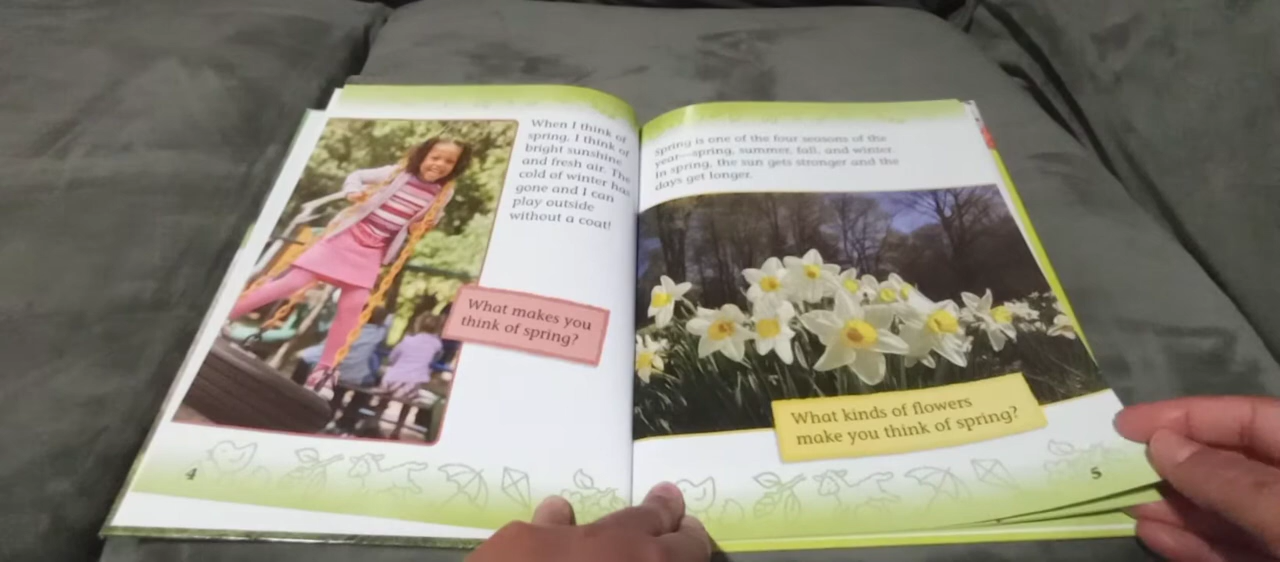 When I think of
spring, I think of
bright sunshine
and fresh air. The
cold of winter has
gone and I can
play outside
without a coat!
What makes you
think of spring?
4
Spring is one of the four seasons of the
year—spring, summer, fall, and winter.
In spring, the sun gets stronger and the
days get longer.
What kinds of flowers
make you think of spring?
5